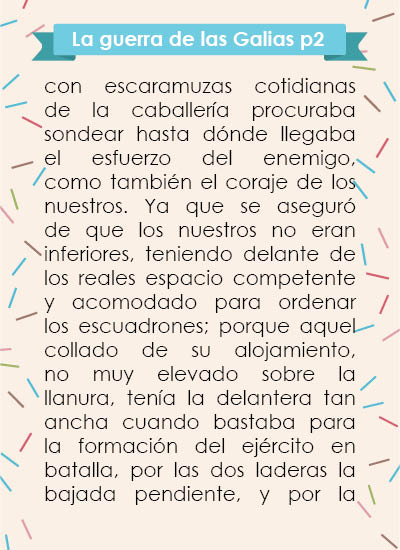 La guerra de las Galias p2
con escaramuzas cotidianas
de la caballería procuraba
sondear hasta dónde llegaba
el esfuerzo del enemigo,
como también el coraje de los
nuestros. Ya que se aseguró
de que los nuestros no eran
inferiores, teniendo delante de
los reales espacio competente
y acomodado para ordenar
los escuadrones; porque aquel
collado de su alojamiento,
no muy elevado sobre la
llanura, tenía la delantera tan
ancha cuando bastaba para
la formación del ejército en
batalla, por las dos laderas la
bajada pendiente, y por la